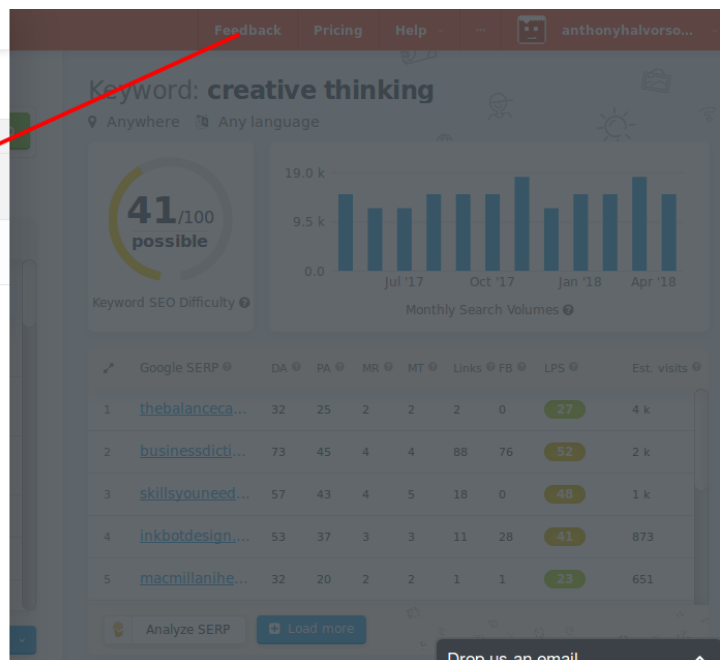 Feedback Pricing Help ... anthonyhalvorso...
Keyword: creative thinking
Anywhere Any language
41/100
possible
Keyword SEO Difficulty
19.0 k
9.5 k
0.0
Jul '17 Oct '17 Jan '18 Apr '18
Monthly Search Volumes
Google SERP DA PA MR MT Links FB LPS Est. visits
1 thebalanceca... 32 25 2 2 2 0 27 4 k
2 businessdicti... 73 45 4 4 88 76 52 2 k
3 skillsyouneed... 57 43 4 5 18 0 48 1 k
4 inkbotdesign.... 53 37 3 3 11 28 41 873
5 macmillanihe... 32 20 2 2 1 1 23 651
Analyze SERP Load more
Drop us an email